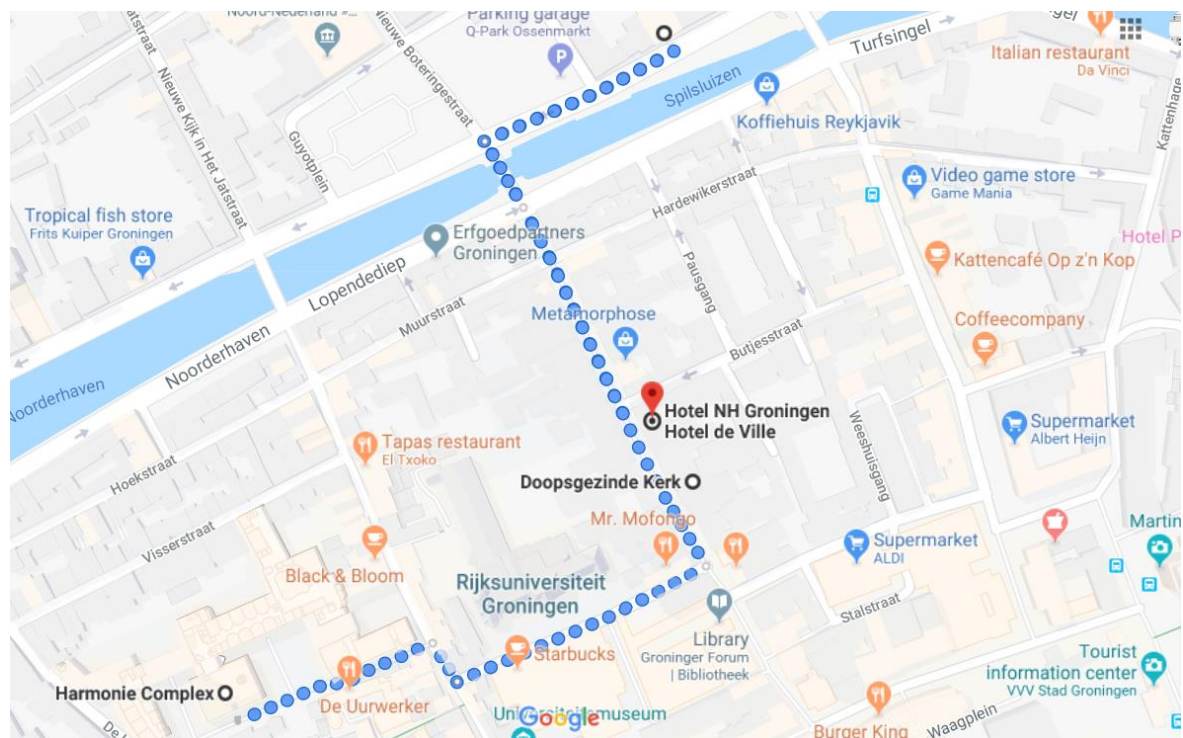 Noord-Nederland »...
Parking garage
Q-Park Ossenmarkt
Singel
Italian restaurant
Da Vinci
Turfsingel
Spilsluizen
Koffiehuis Reykjavik
Kattenhage
Jatstraat
Nieuwe Boteringestraat
Nieuwe Kijk in Het Jatstraat
Guyotplein
Hardewikerstraat
Video game store
Game Mania
Tropical fish store
Frits Kuiper Groningen
Erfgoedpartners
Groningen
Hotel P
Kattencafé Op z'n Kop
Lopendediep
Pausgang
Muurstraat
Metamorphose
Butjesstraat
Coffeecompany
Noorderhaven
Noorderhaven
Hotel NH Groningen
Hotel de Ville
Supermarket
Albert Heijn
Tapas restaurant
El Txoko
Weeshuisgang
Hoekstraat
Doopsgezinde Kerk
Mr. Mofongo
Visserstraat
Martin
Supermarket
ALDI
Black & Bloom
Rijksuniversiteit
Groningen
Stalstraat
Library
Groninger Forum
| Bibliotheek
Starbucks
Tourist
information center
VVV Stad Groningen
Harmonie Complex
De Uurwerker
Universiteitsmuseum
Google
Burger King
Waagplein